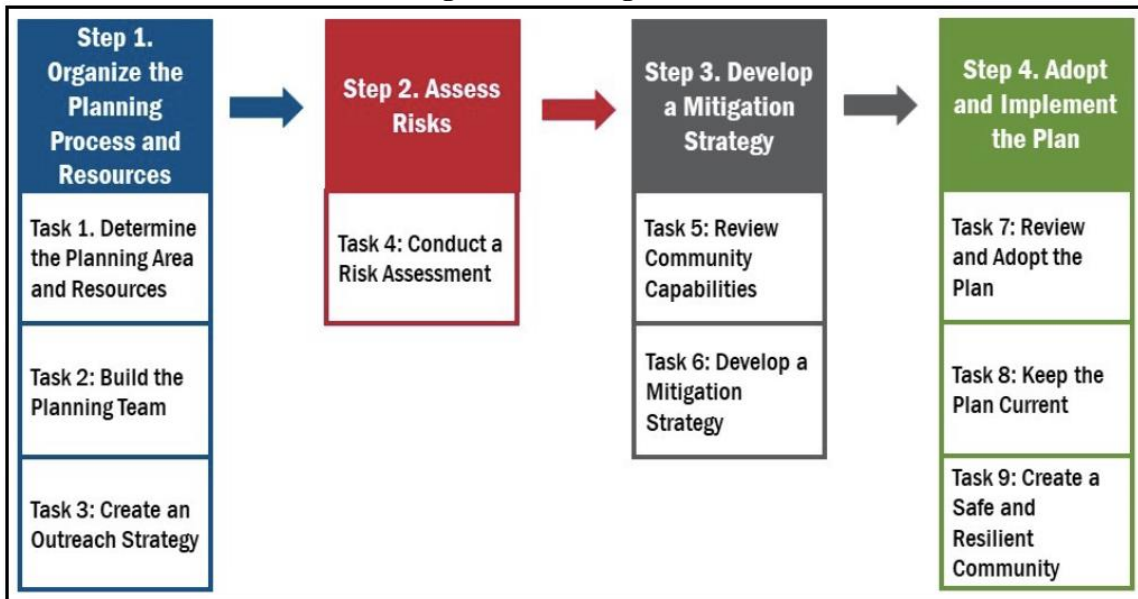 Step 1.
Organize the
Planning
Process and
Resources
Task 1. Determine
the Planning Area
and Resources
Task 2: Build the
Planning Team
Task 3: Create an
Outreach Strategy
Step 2. Assess
Risks
Task 4: Conduct a
Risk Assessment
Step 3. Develop
a Mitigation
Strategy
Task 5: Review
Community
Capabilities
Task 6: Develop a
Mitigation
Strategy
Step 4. Adopt
and Implement
the Plan
Task 7: Review
and Adopt the
Plan
Task 8: Keep the
Plan Current
Task 9: Create a
Safe and
Resilient
Community